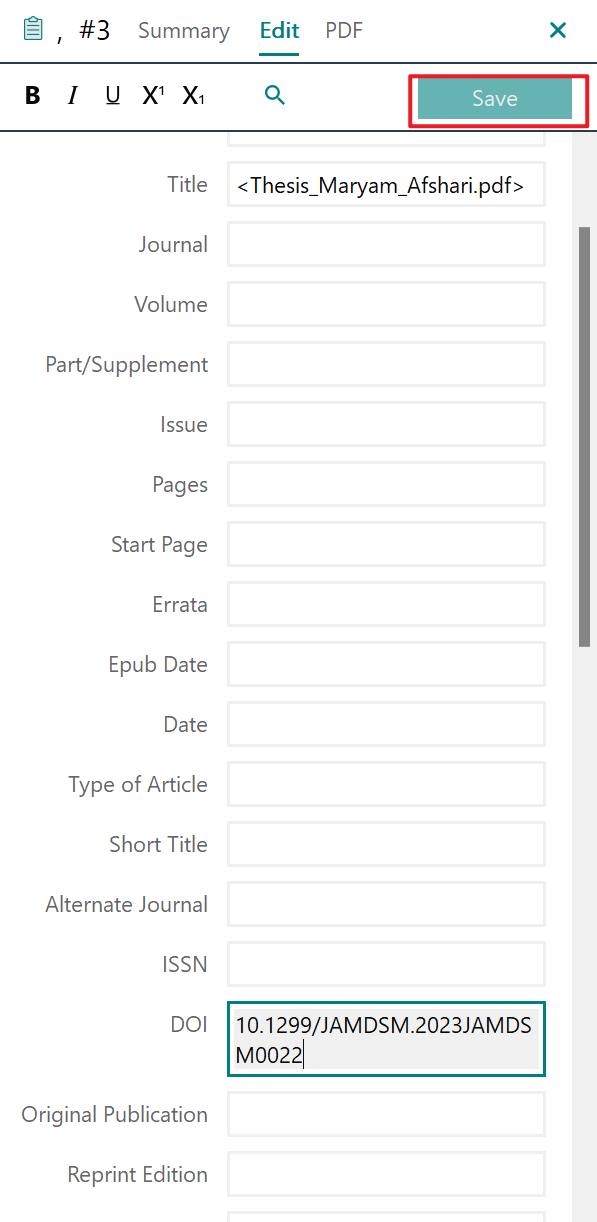 , #3 Summary Edit PDF
B I U X¹ X₁ Save
Title <Thesis_Maryam_Afshari.pdf>
Journal
Volume
Part/Supplement
Issue
Pages
Start Page
Errata
Epub Date
Date
Type of Article
Short Title
Alternate Journal
ISSN
DOI 10.1299/JAMDSM.2023JAMDS
M0022
Original Publication
Reprint Edition